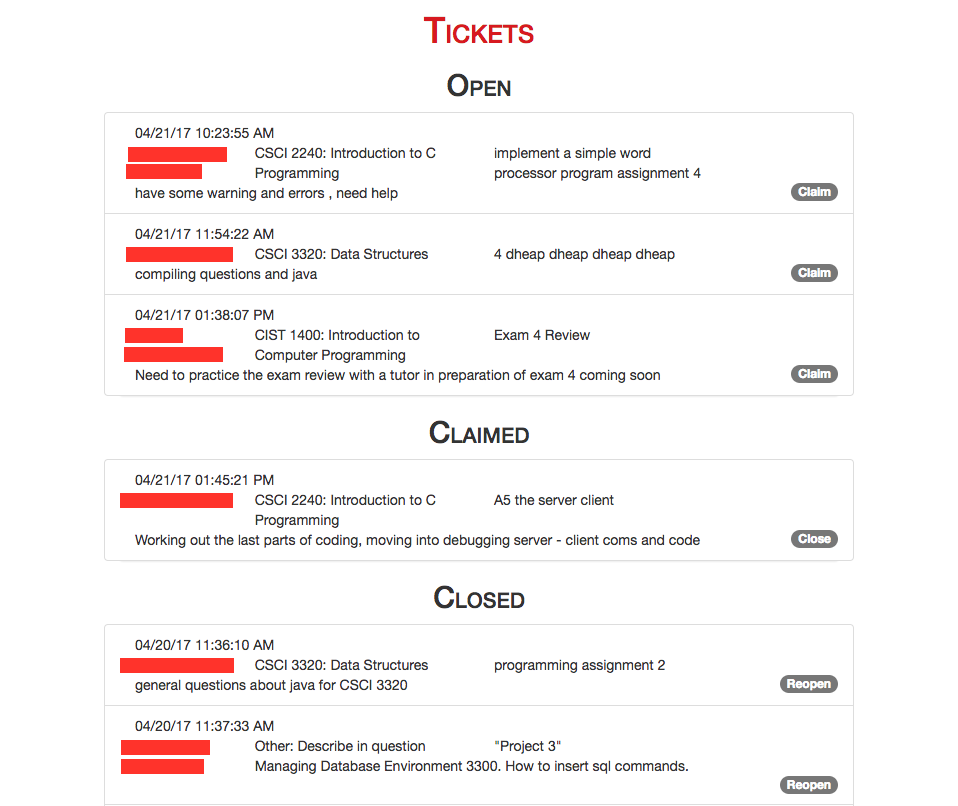 Tickets
Open
04/21/17 10:23:55 AM
CSCI 2240: Introduction to C implement a simple word
Programming processor program assignment 4
have some warning and errors , need help
Claim
04/21/17 11:54:22 AM
CSCI 3320: Data Structures 4 dheap dheap dheap dheap
compiling questions and java
Claim
04/21/17 01:38:07 PM
CIST 1400: Introduction to Exam 4 Review
Computer Programming
Need to practice the exam review with a tutor in preparation of exam 4 coming soon
Claim
Claimed
04/21/17 01:45:21 PM
CSCI 2240: Introduction to C A5 the server client
Programming
Working out the last parts of coding, moving into debugging server - client coms and code
Close
Closed
04/20/17 11:36:10 AM
CSCI 3320: Data Structures programming assignment 2
general questions about java for CSCI 3320
Reopen
04/20/17 11:37:33 AM
Other: Describe in question "Project 3"
Managing Database Environment 3300. How to insert sql commands.
Reopen